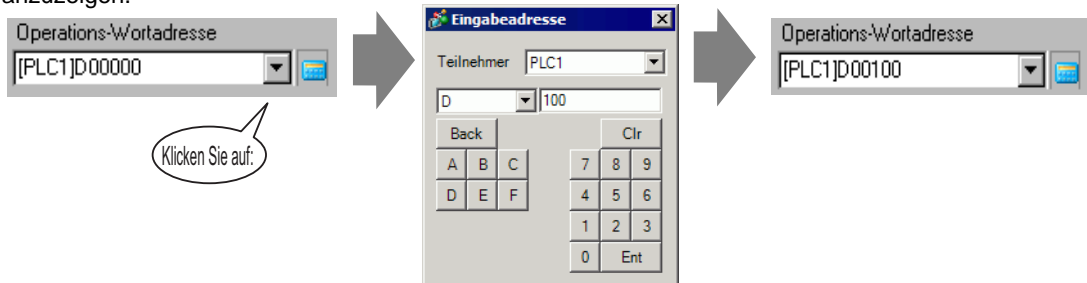 anzuzeigen.
Operations-Wortadresse
[PLC1]D00000
Klicken Sie auf:
Eingabeadresse
Teilnehmer PLC1
D 100
Back Clr
A B C 7 8 9
D E F 4 5 6
1 2 3
0 Ent
Operations-Wortadresse
[PLC1]D00100